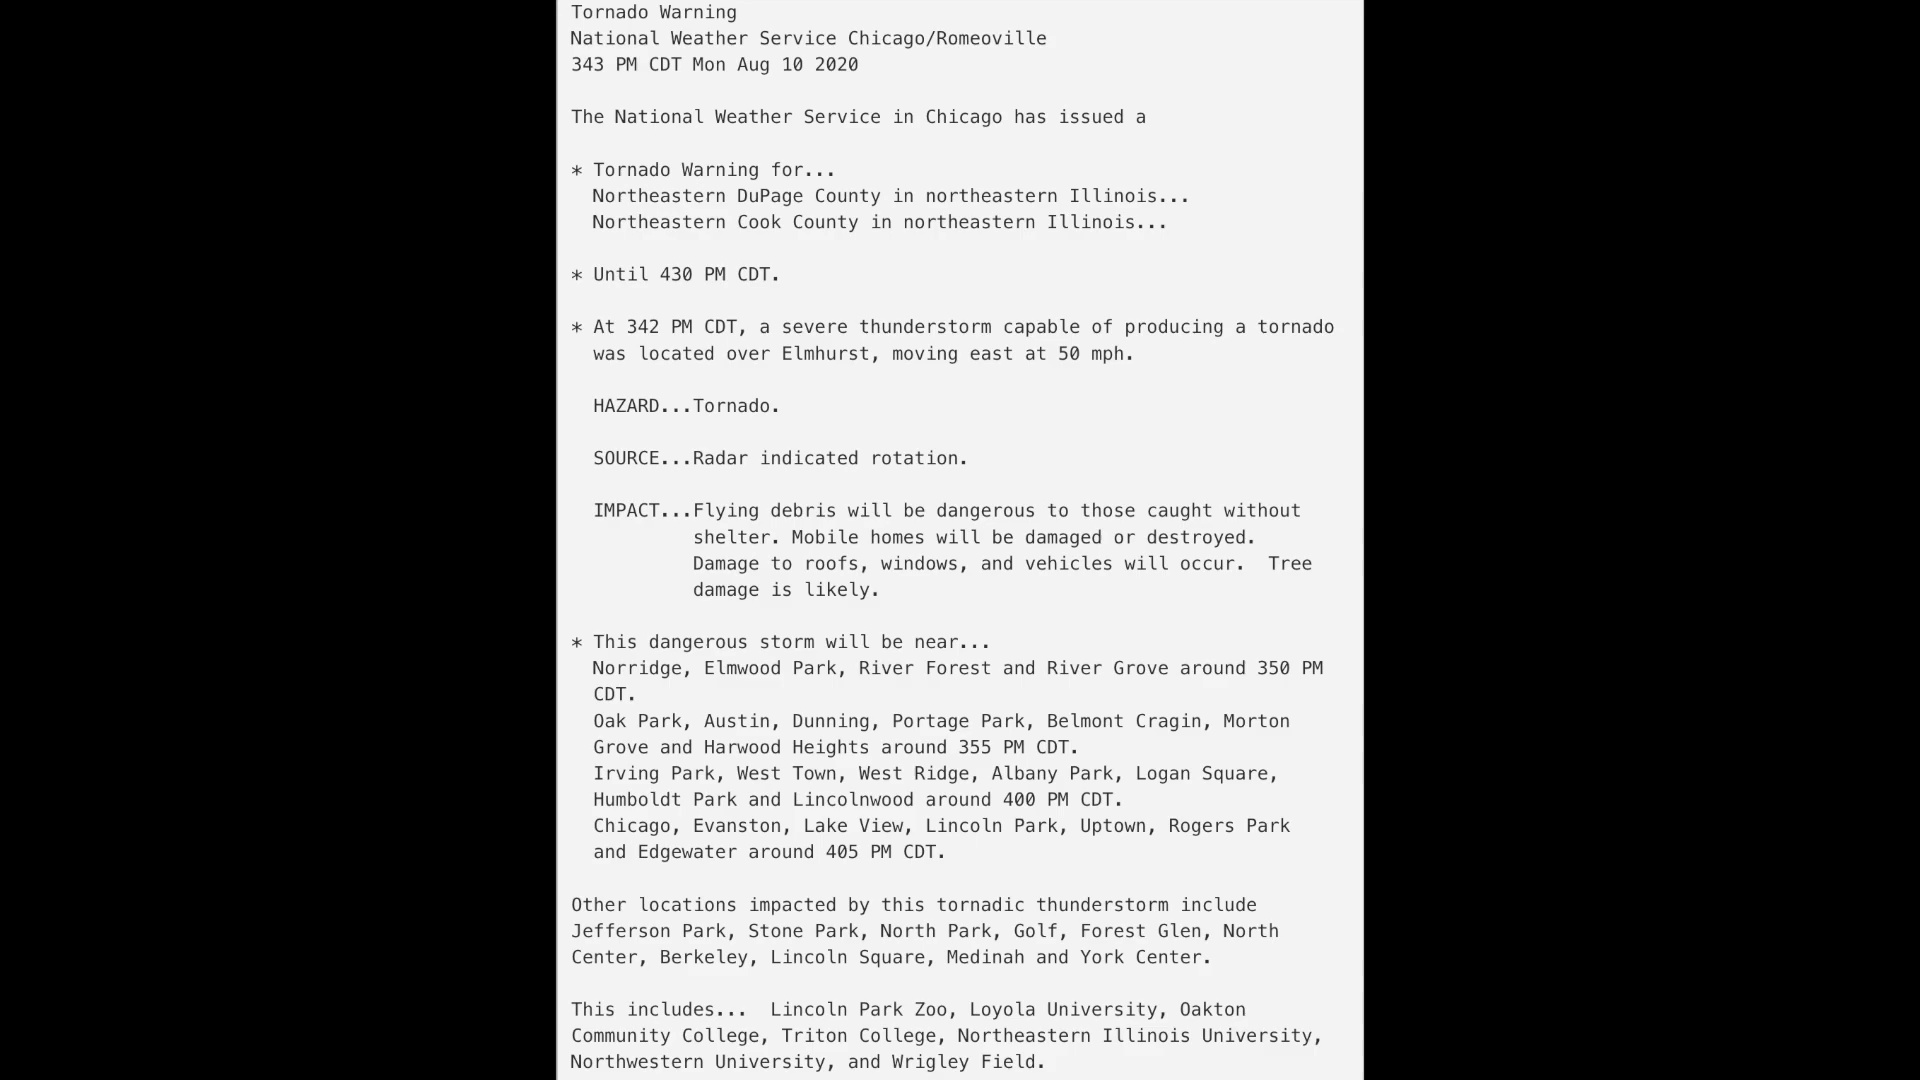 Tornado Warning
National Weather Service Chicago/Romeoville
343 PM CDT Mon Aug 10 2020
The National Weather Service in Chicago has issued a
* Tornado Warning for...
Northeastern DuPage County in northeastern Illinois...
Northeastern Cook County in northeastern Illinois...
* Until 430 PM CDT.
* At 342 PM CDT, a severe thunderstorm capable of producing a tornado
was located over Elmhurst, moving east at 50 mph.
HAZARD...Tornado.
SOURCE...Radar indicated rotation.
IMPACT...Flying debris will be dangerous to those caught without
shelter. Mobile homes will be damaged or destroyed.
Damage to roofs, windows, and vehicles will occur.  Tree
damage is likely.
* This dangerous storm will be near...
Norridge, Elmwood Park, River Forest and River Grove around 350 PM
CDT.
Oak Park, Austin, Dunning, Portage Park, Belmont Cragin, Morton
Grove and Harwood Heights around 355 PM CDT.
Irving Park, West Town, West Ridge, Albany Park, Logan Square,
Humboldt Park and Lincolnwood around 400 PM CDT.
Chicago, Evanston, Lake View, Lincoln Park, Uptown, Rogers Park
and Edgewater around 405 PM CDT.
Other locations impacted by this tornadic thunderstorm include
Jefferson Park, Stone Park, North Park, Golf, Forest Glen, North
Center, Berkeley, Lincoln Square, Medinah and York Center.
This includes...  Lincoln Park Zoo, Loyola University, Oakton
Community College, Triton College, Northeastern Illinois University,
Northwestern University, and Wrigley Field.